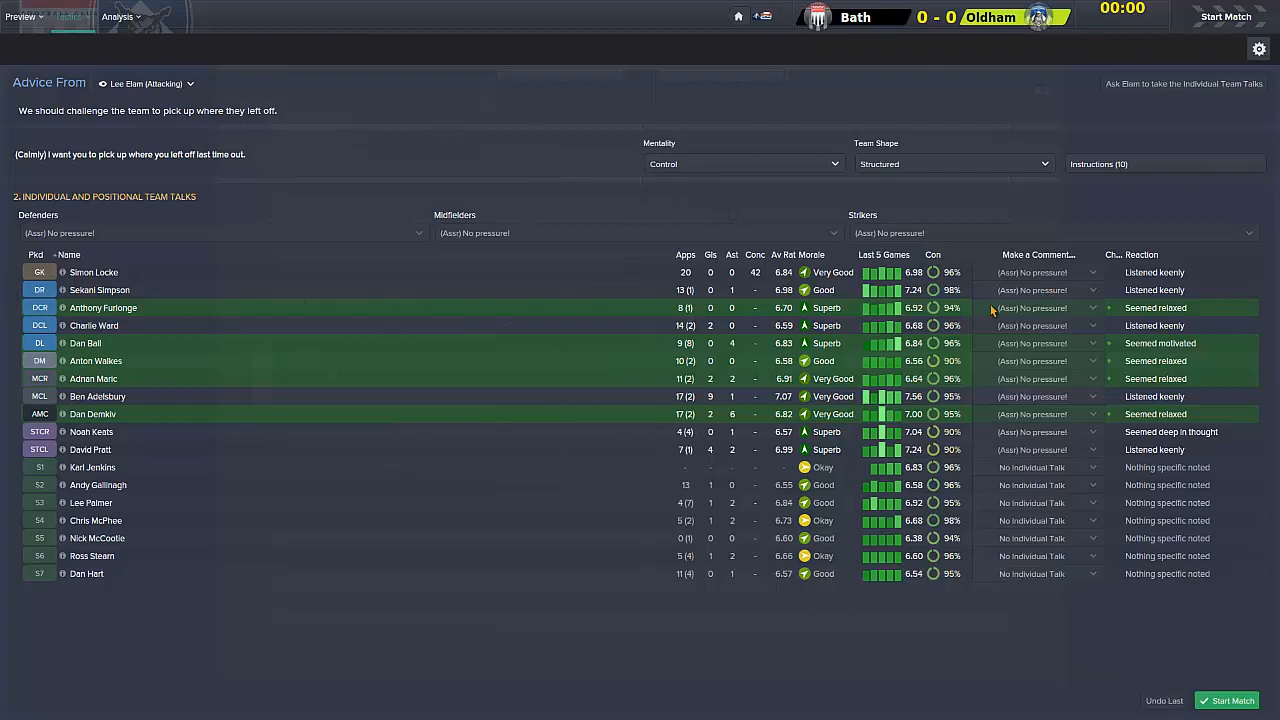 Preview Tactics Analysis Bath 0 - 0 Oldham 00:00 Start Match
Advice From Lee Elam (Attacking) Ask Elam to take the Individual Team Talks
We should challenge the team to pick up where they left off.
Mentality Team Shape
(Calmly) I want you to pick up where you left off last time out.
Control Structured Instructions (10)
2. INDIVIDUAL AND POSITIONAL TEAM TALKS
Defenders Midfielders Strikers
(Assr) No pressure! (Assr) No pressure! (Assr) No pressure!
Pkd Name Apps Gls Ast Conc Av Rat Morale Last 5 Games Con Make a Comment... Ch... Reaction
GK Simon Locke 20 0 0 42 6.84 Very Good 6.98 96% (Assr) No pressure! Listened keenly
DR Sekani Simpson 13 (1) 0 1 - 6.98 Good 7.24 98% (Assr) No pressure! Listened keenly
DCR Anthony Furlonge 8 (1) 0 0 - 6.70 Superb 6.92 94% (Assr) No pressure! + Seemed relaxed
DCL Charlie Ward 14 (2) 2 0 - 6.59 Superb 6.68 96% (Assr) No pressure! Listened keenly
DL Dan Ball 9 (8) 0 4 - 6.83 Superb 6.84 96% (Assr) No pressure! + Seemed motivated
DM Anton Walkes 10 (2) 0 0 - 6.58 Good 6.56 90% (Assr) No pressure! + Seemed relaxed
MCR Adnan Maric 11 (2) 2 2 - 6.91 Very Good 6.64 96% (Assr) No pressure! + Seemed relaxed
MCL Ben Adelsbury 17 (2) 9 1 - 7.07 Very Good 7.56 95% (Assr) No pressure! Listened keenly
AMC Dan Demkiv 17 (2) 2 6 - 6.82 Very Good 7.00 95% (Assr) No pressure! + Seemed relaxed
STCR Noah Keats 4 (4) 0 1 - 6.57 Superb 7.04 90% (Assr) No pressure! Seemed deep in thought
STCL David Pratt 7 (1) 4 2 - 6.99 Superb 7.24 90% (Assr) No pressure! Listened keenly
S1 Karl Jenkins - - - - - Okay 6.83 96% No Individual Talk Nothing specific noted
S2 Andy Gallinagh 13 1 0 - 6.55 Good 6.58 96% No Individual Talk Nothing specific noted
S3 Lee Palmer 4 (7) 1 2 - 6.84 Good 6.92 95% No Individual Talk Nothing specific noted
S4 Chris McPhee 5 (2) 1 2 - 6.73 Okay 6.68 98% No Individual Talk Nothing specific noted
S5 Nick McCootie 0 (1) 0 0 - 6.60 Good 6.38 94% No Individual Talk Nothing specific noted
S6 Ross Stearn 5 (4) 1 2 - 6.66 Okay 6.60 96% No Individual Talk Nothing specific noted
S7 Dan Hart 11 (4) 0 1 - 6.57 Good 6.54 95% No Individual Talk Nothing specific noted
Undo Last Start Match